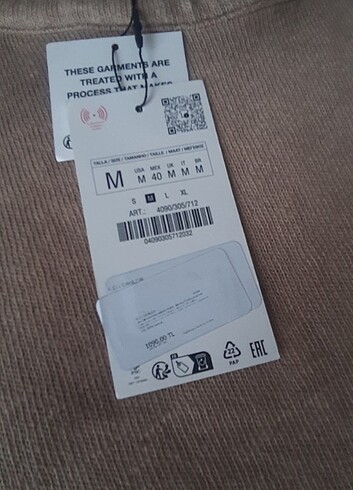 THESE GARMENTS ARE
TREATED WITH A
PROCESS THAT MAKES
TALLA / SIZE / TAMANHO / TAILLE / MAAT / ΜΕΓΕΘΟΣ
M
USA MEX UK IT BR
M 40 M M M
S M L XL
ART.: 4090/305/712
04090305712032
1090,00 TL
22
PAP
EAC